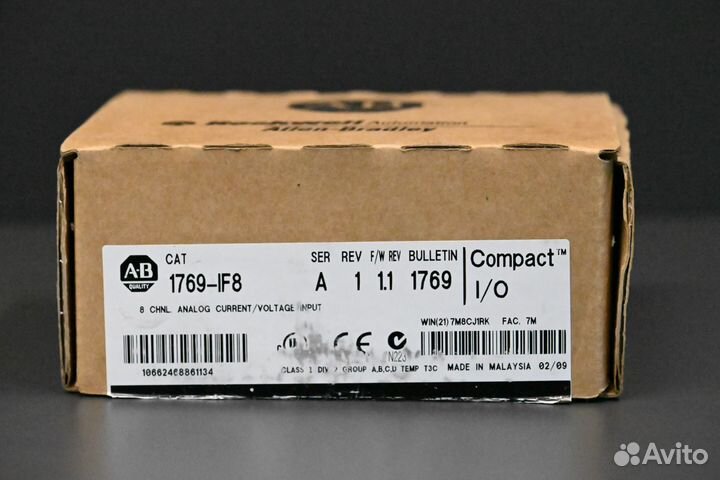 A·B
Rockwell Automation
Allen-Bradley
A·B
QUALITY
CAT
1769-IF8
SER REV F/W REV BULLETIN
A 1 1.1 1769
Compact™
I/O
8 CHNL ANALOG CURRENT/VOLTAGE INPUT
WIN(21) 7M8CJ1RK FAC. 7M
UL CE
N223
10662468861134
CLASS 1 DIV 2 GROUP A,B,C,D TEMP T3C
MADE IN MALAYSIA 02/09
Avito